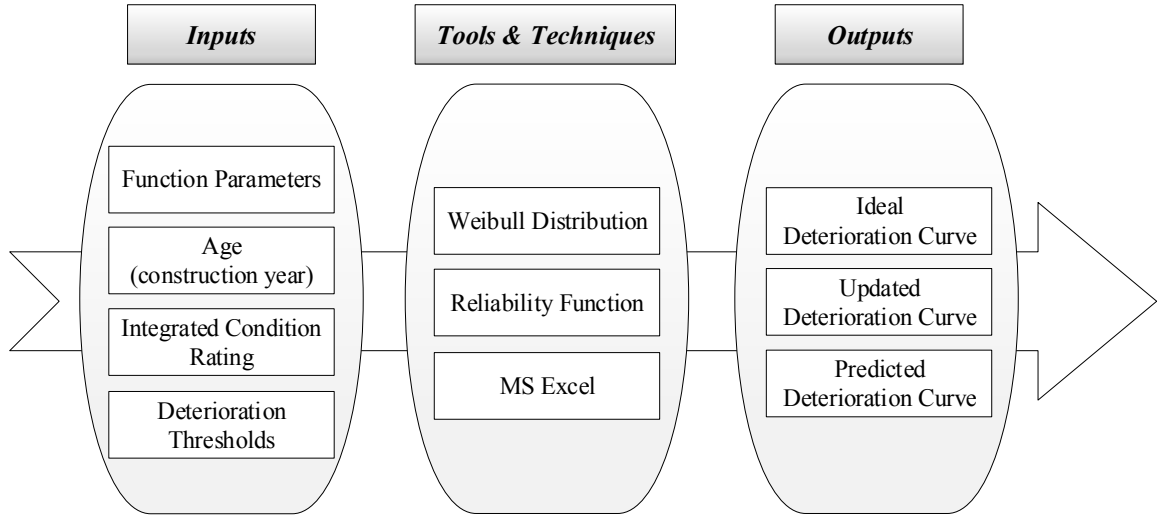 Inputs
Tools & Techniques
Outputs
Function Parameters
Age
(construction year)
Integrated Condition
Rating
Deterioration
Thresholds
Weibull Distribution
Reliability Function
MS Excel
Ideal
Deterioration Curve
Updated
Deterioration Curve
Predicted
Deterioration Curve